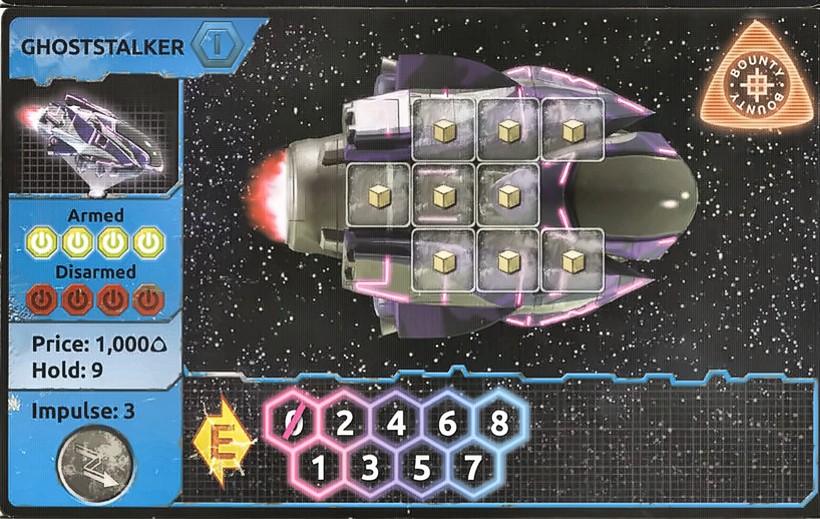 GHOSTSTALKER 1
BOUNTY BOUNTY
Armed
Disarmed
Price: 1,000
Hold: 9
Impulse: 3
E
0 2 4 6 8
1 3 5 7